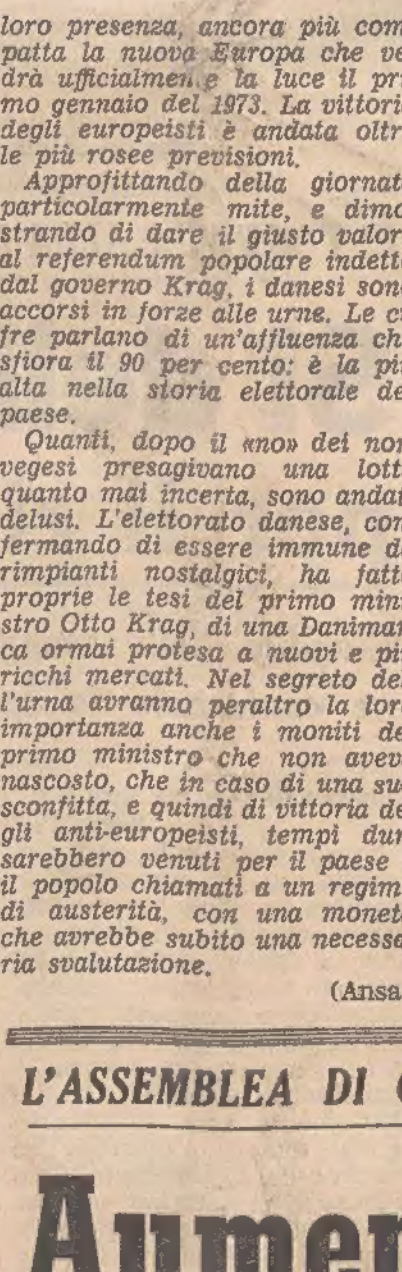 loro presenza, ancora più com
patta la nuova Europa che ve
drà ufficialmen.e la luce il pri
mo gennaio del 1973. La vittori
degli europeisti è andata oltr
le più rosee previsioni.
Approfittando della giornat
particolarmente mite, e dimo
strando di dare il giusto valor
al referendum popolare indett
dal governo Krag, i danesi son
accorsi in forze alle urne. Le ci
fre parlano di un'affluenza ch
sfiora il 90 per cento: è la pi
alta nella storia elettorale de
paese.
Quanti, dopo il «no» dei nor
vegesi presagivano una lott
quanto mai incerta, sono andat
delusi. L'elettorato danese, con
fermando di essere immune d
rimpianti nostalgici, ha fatt
proprie le tesi del primo mini
stro Otto Krag, di una Danimar
ca ormai protesa a nuovi e pi
ricchi mercati. Nel segreto del
l'urna avranno peraltro la lor
importanza anche i moniti de
primo ministro che non avev
nascosto, che in caso di una su
sconfitta, e quindi di vittoria de
gli anti-europeisti, tempi dur
sarebbero venuti per il paese
il popolo chiamati a un regim
di austerità, con una monet
che avrebbe subito una necessa
ria svalutazione.
(Ansa
L'ASSEMBLEA DI
Aumen